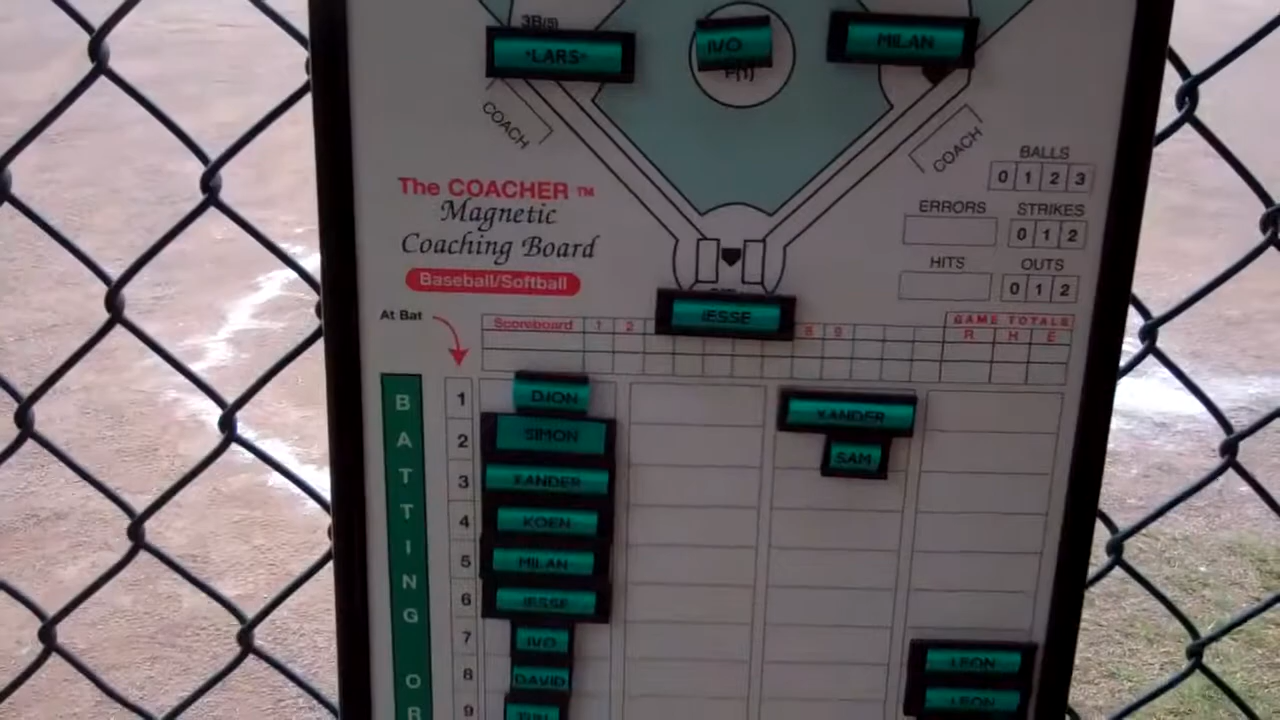 3B(5)
*LARS*
IVO
P(1)
MILAN
COACH
COACH
BALLS
0 1 2 3
ERRORS
STRIKES
0 1 2
HITS
OUTS
0 1 2
The COACHER ™
Magnetic
Coaching Board
Baseball/Softball
JESSE
At Bat
Scoreboard 1 2 8 9
GAME TOTALS
R H E
BATTING OR
1 DJON
XANDER
2 SIMON
SAM
3 XANDER
4 KOEN
5 MILAN
6 JESSE
7 IVO
LEON
8 DAVID
LEON
9